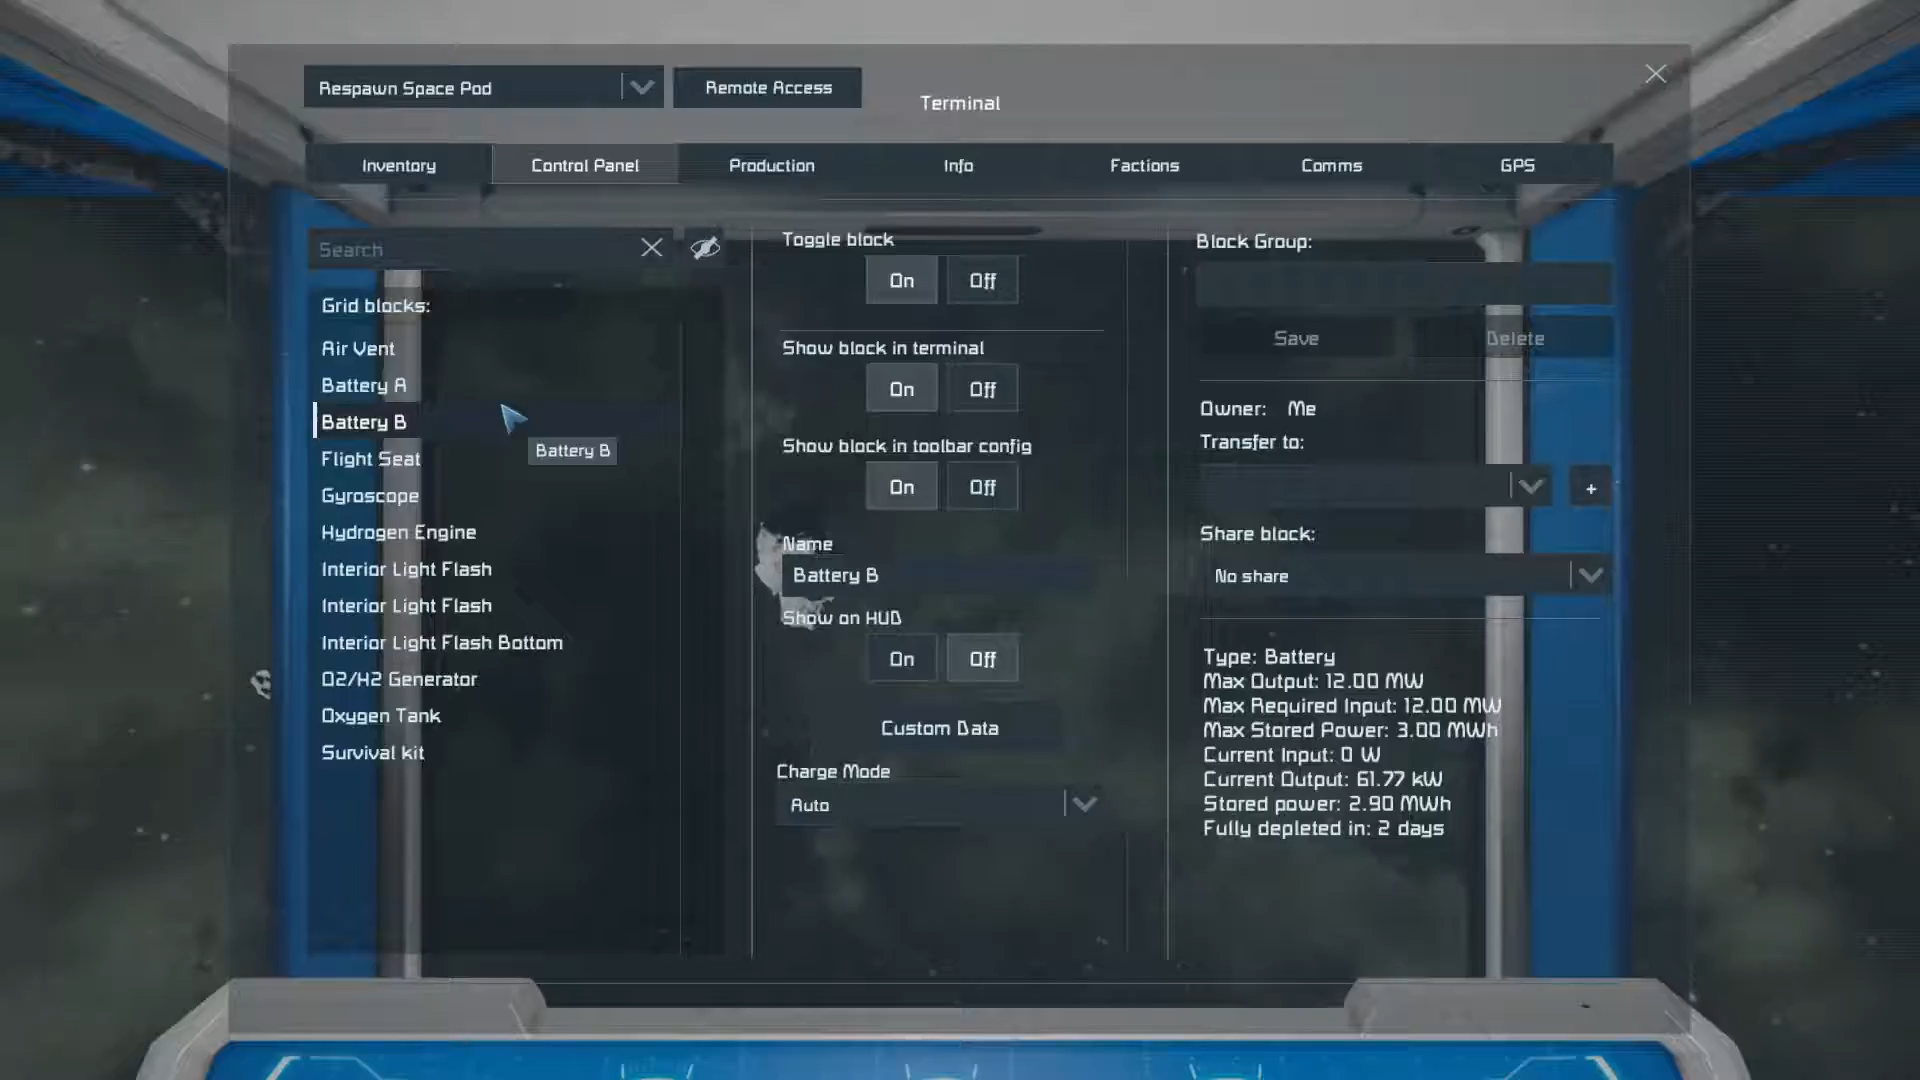 Respawn Space Pod
Remote Access
Terminal
Inventory
Control Panel
Production
Info
Factions
Comms
GPS
Search
Grid blocks:
Air Vent
Battery A
Battery B
Flight Seat
Gyroscope
Hydrogen Engine
Interior Light Flash
Interior Light Flash
Interior Light Flash Bottom
O2/H2 Generator
Oxygen Tank
Survival kit
Battery B
Toggle block
On Off
Show block in terminal
On Off
Show block in toolbar config
On Off
Name
Battery B
Show on HUD
On Off
Custom Data
Charge Mode
Auto
Block Group:
Save Delete
Owner: Me
Transfer to:
+
Share block:
No share
Type: Battery
Max Output: 12.00 MW
Max Required Input: 12.00 MW
Max Stored Power: 3.00 MWh
Current Input: 0 W
Current Output: 61.77 kW
Stored power: 2.90 MWh
Fully depleted in: 2 days